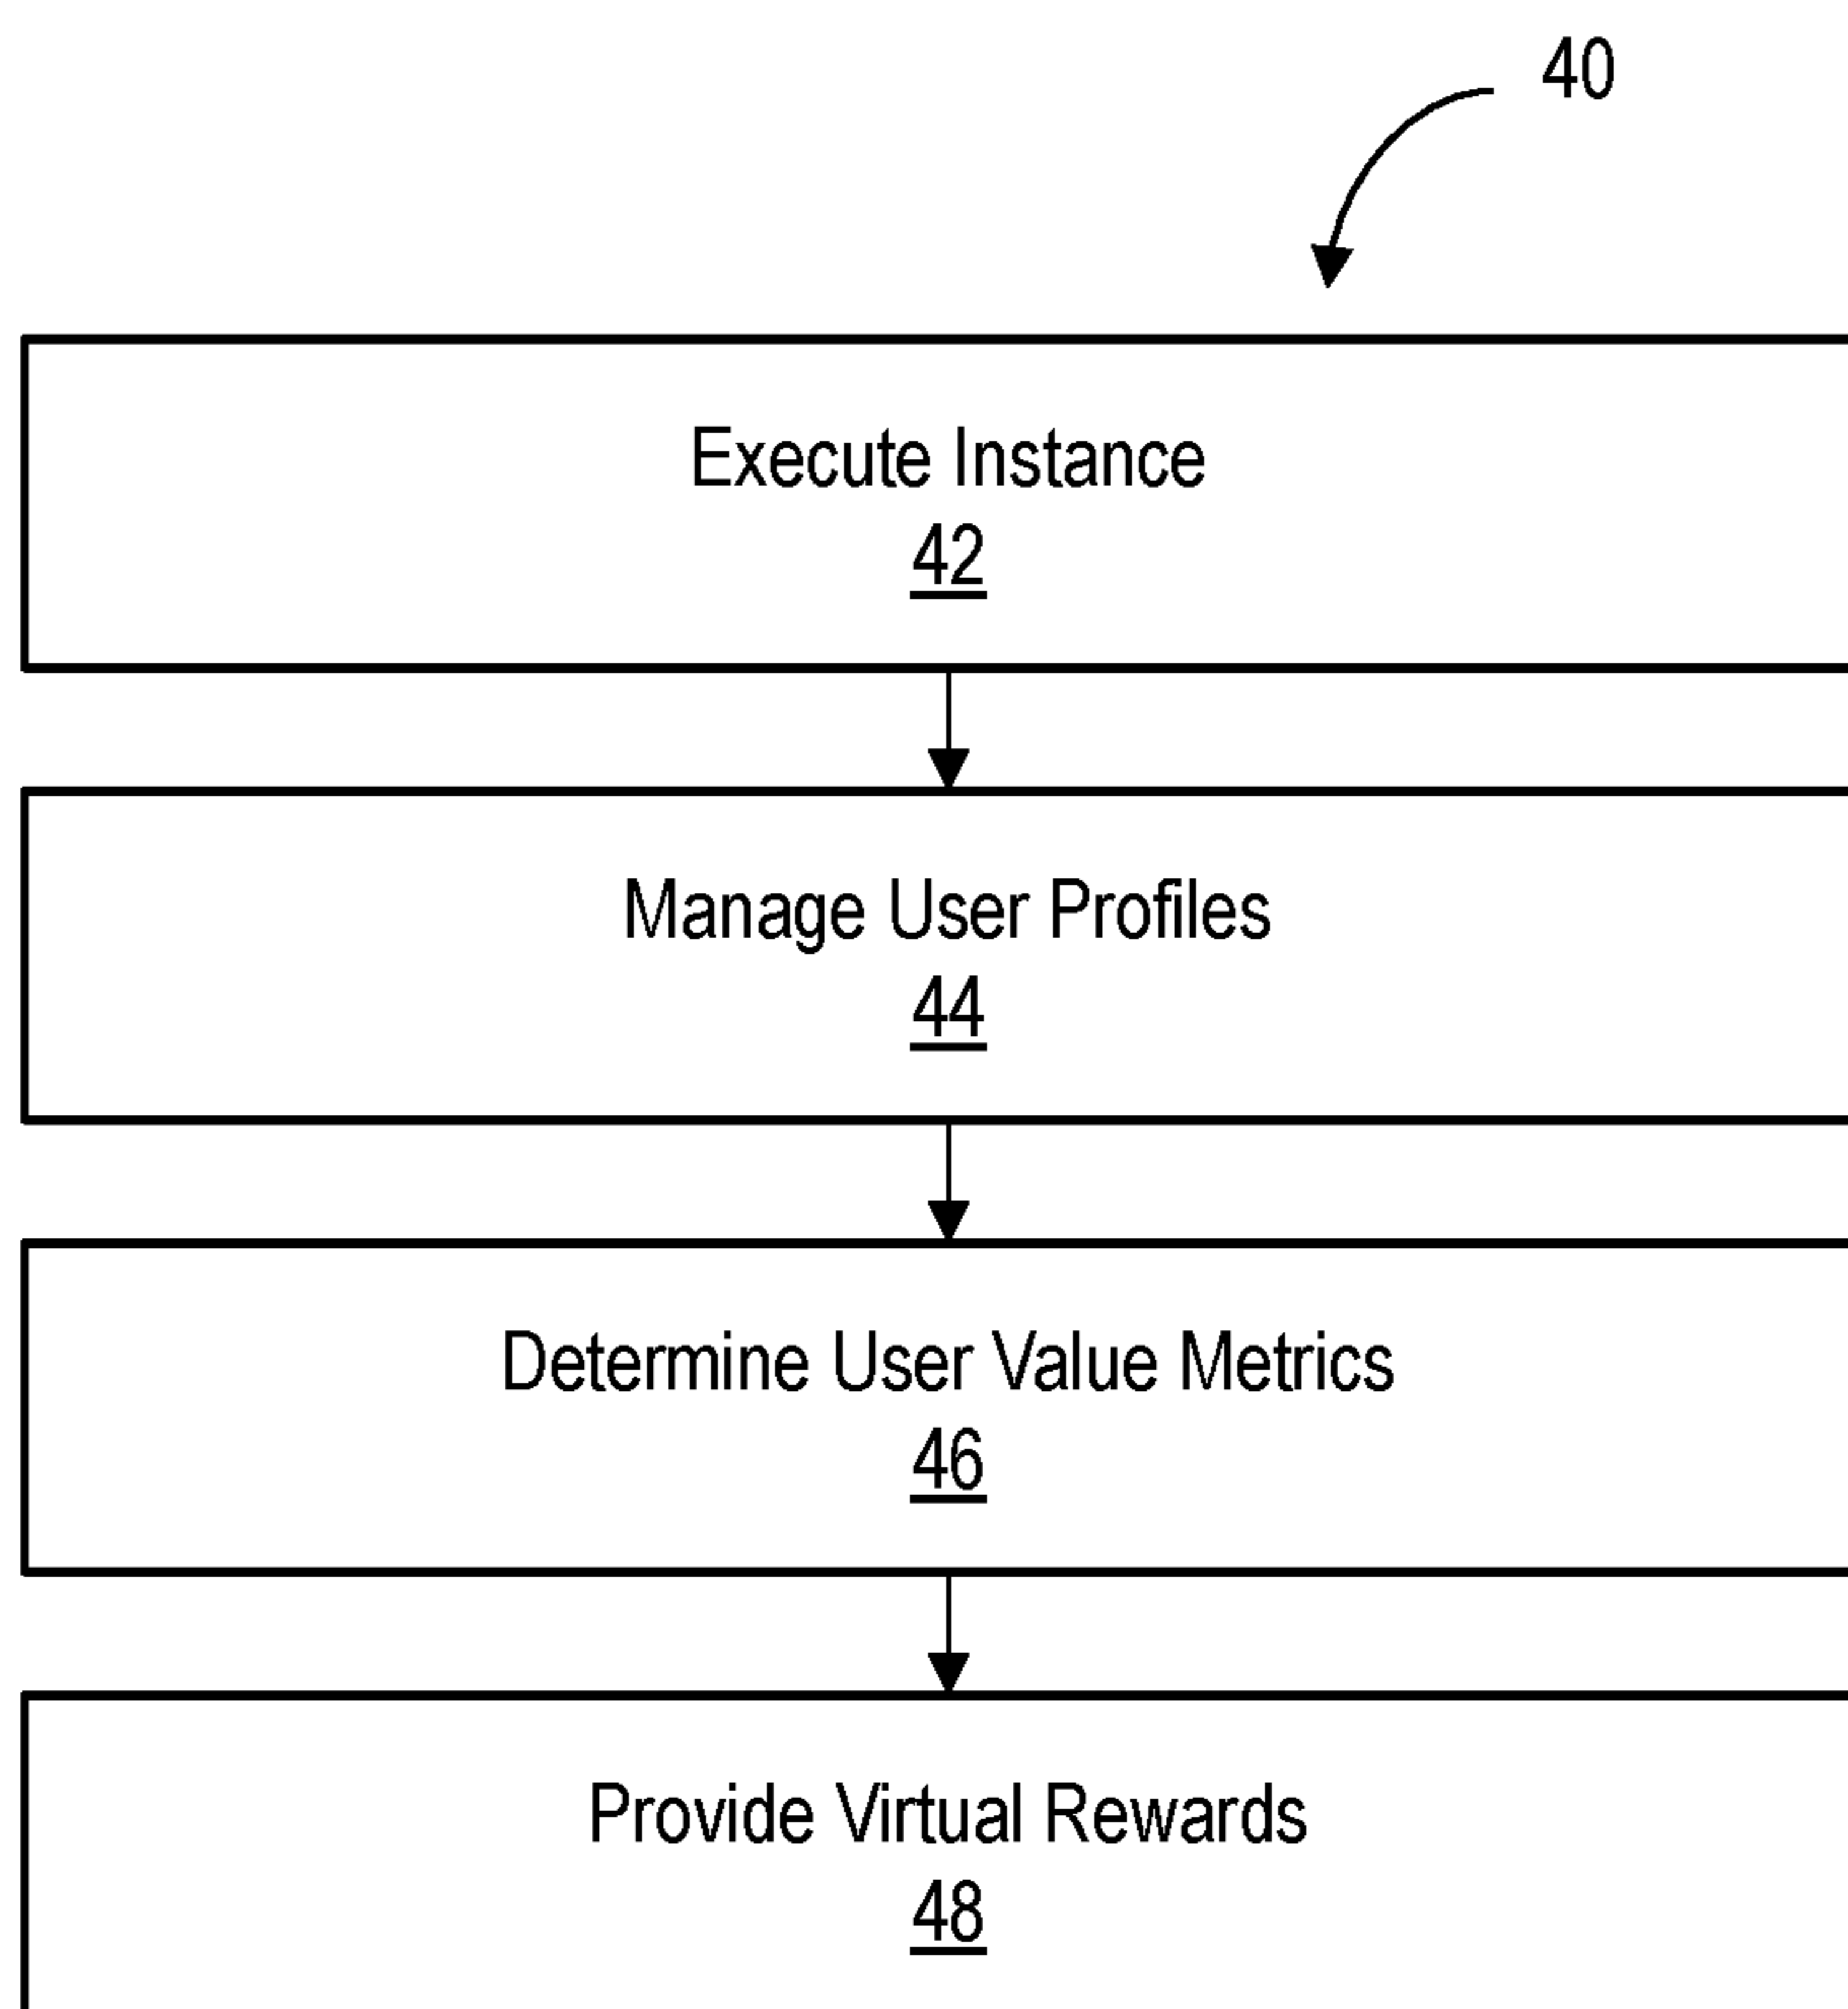 40
Execute Instance
42
Manage User Profiles
44
Determine User Value Metrics
46
Provide Virtual Rewards
48